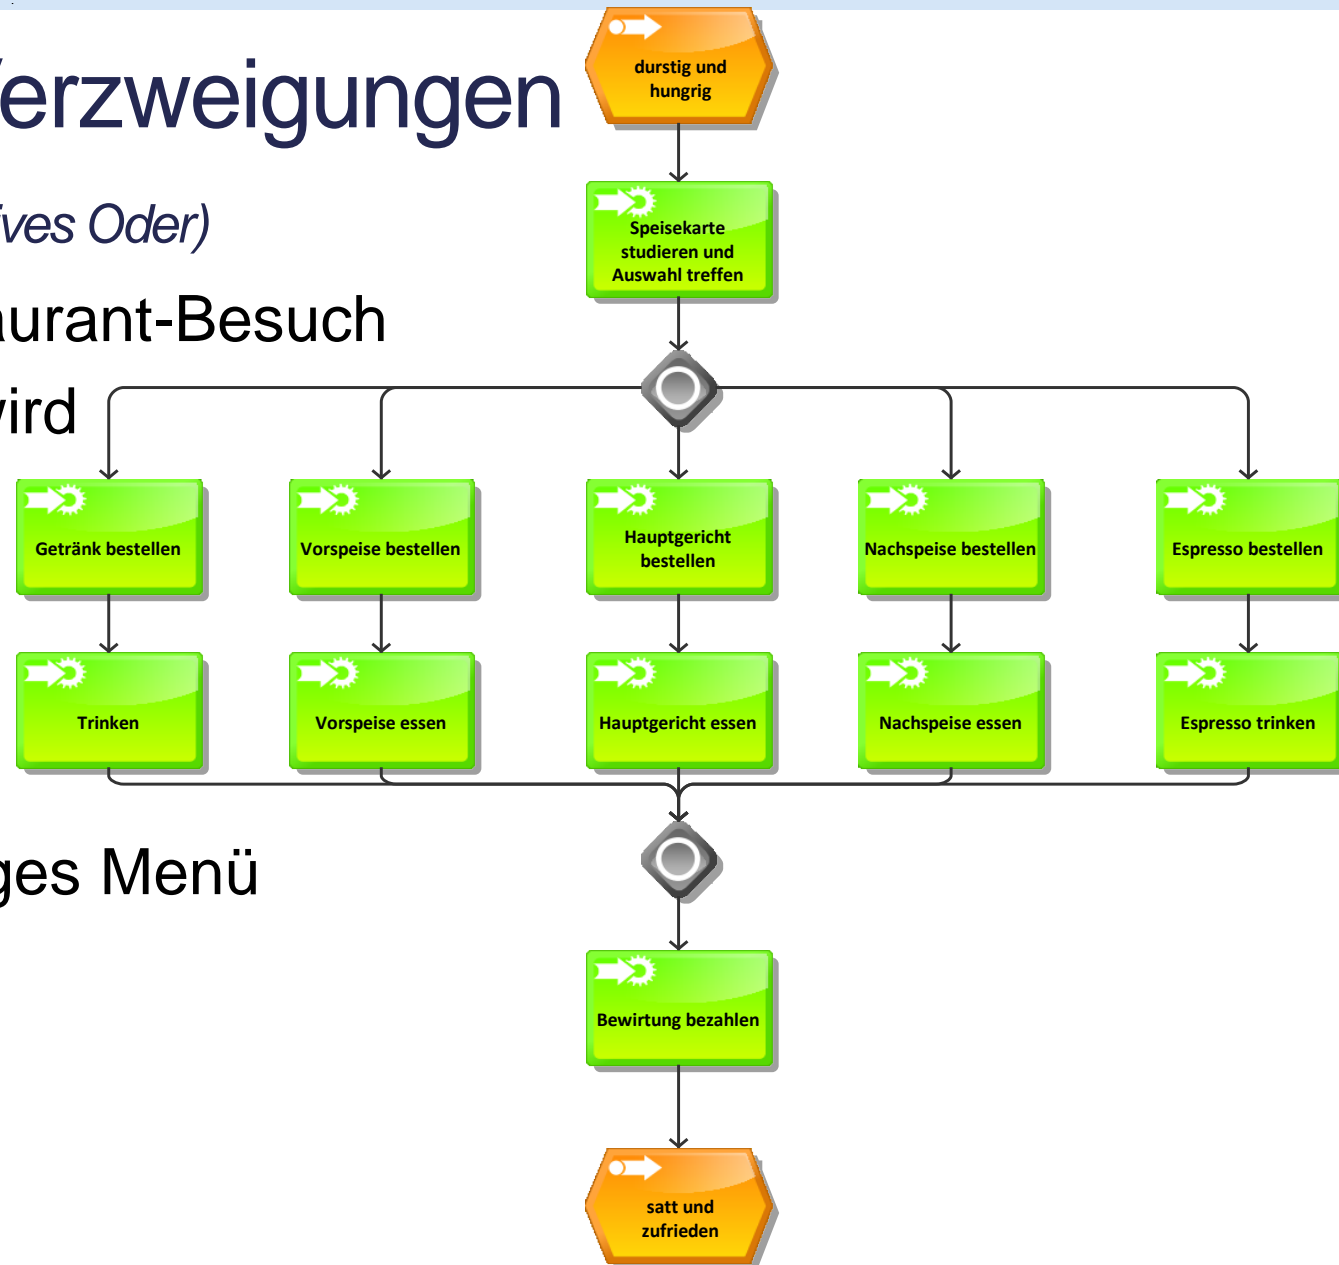 erzweigungen
ives Oder)
urant-Besuch
wird
ges Menü
durstig und
hungrig
Speisekarte
studieren und
Auswahl treffen
Getränk bestellen
Vorspeise bestellen
Hauptgericht
bestellen
Nachspeise bestellen
Espresso bestellen
Trinken
Vorspeise essen
Hauptgericht essen
Nachspeise essen
Espresso trinken
Bewirtung bezahlen
satt und
zufrieden